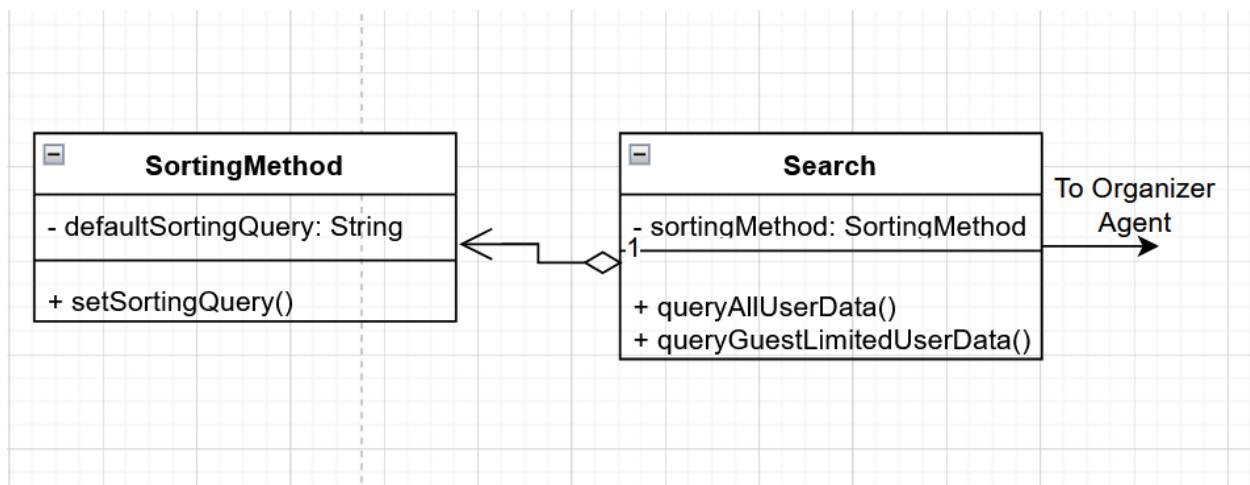 SortingMethod
- defaultSortingQuery: String
+ setSortingQuery()
Search
- sortingMethod: SortingMethod
1
+ queryAllUserData()
+ queryGuestLimitedUserData()
To Organizer
Agent